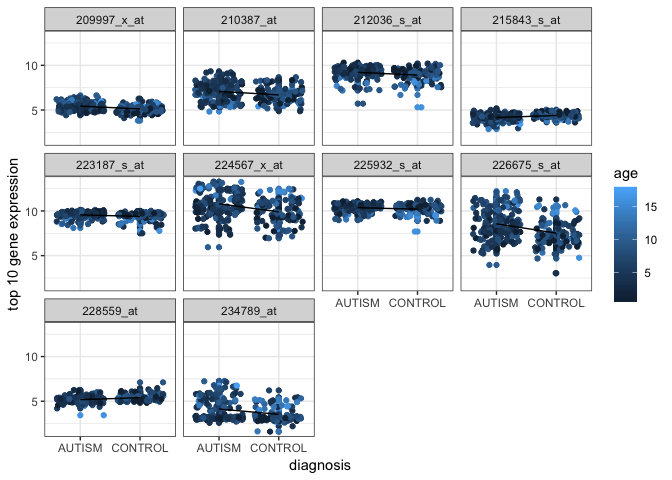 209997_x_at 210387_at 212036_s_at 215843_s_at
10
5
223187_s_at 224567_x_at 225932_s_at 226675_s_at
10
5
AUTISM CONTROL AUTISM CONTROL
228559_at 234789_at
10
5
AUTISM CONTROL AUTISM CONTROL
diagnosis
top 10 gene expression
age
15
10
5